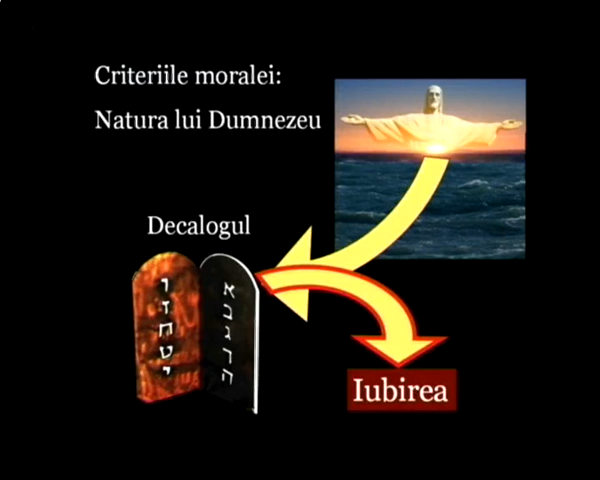 Criteriile moralei:
Natura lui Dumnezeu
Decalogul
ו
ז
ח
ט
י
א
ב
ג
ד
ה
Iubirea